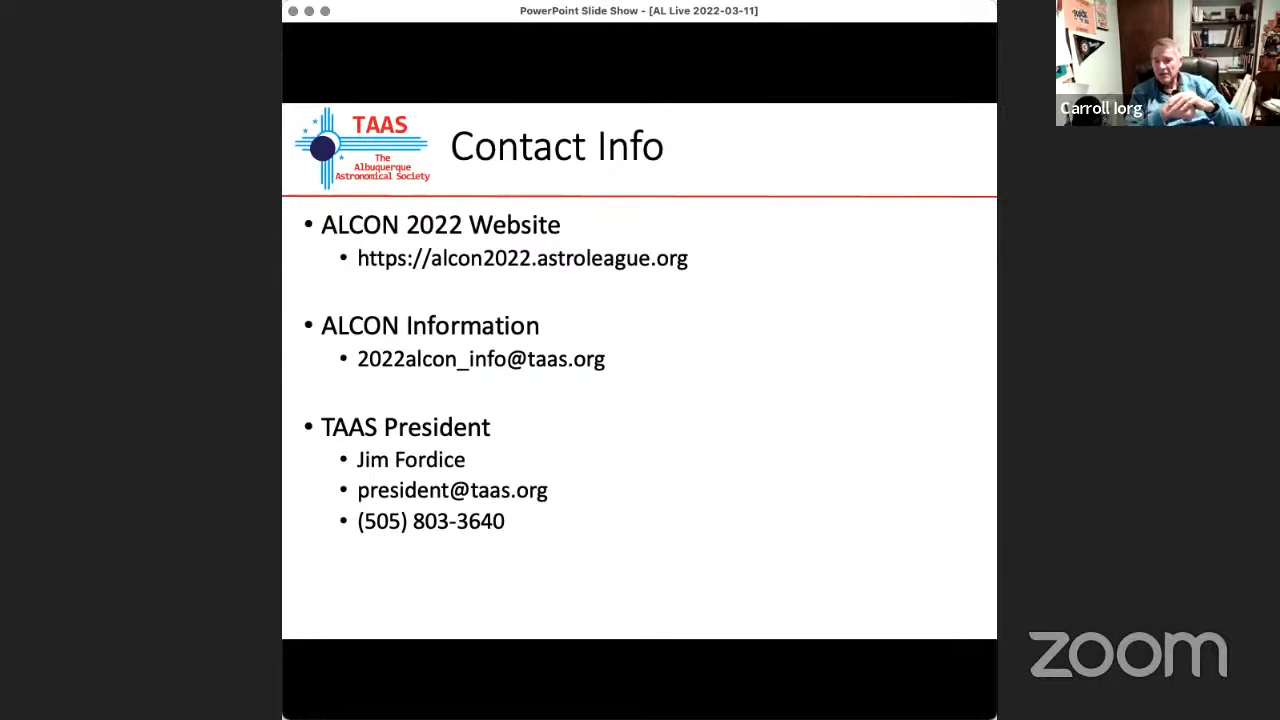 PowerPoint Slide Show - [AL Live 2022-03-11]
TAAS
The
Albuquerque
Astronomical Society
Contact Info
• ALCON 2022 Website
• https://alcon2022.astroleague.org
• ALCON Information
• 2022alcon_info@taas.org
• TAAS President
• Jim Fordice
• president@taas.org
• (505) 803-3640
Carroll Iorg
zoom